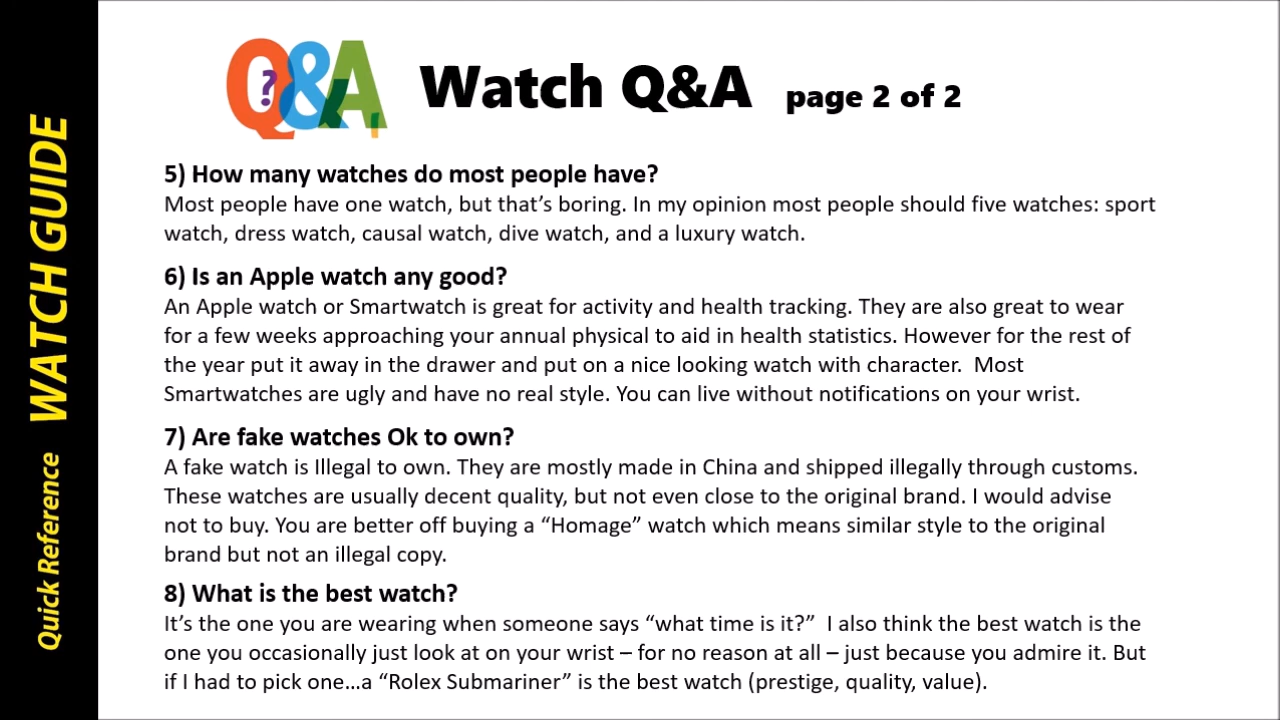 Quick Reference WATCH GUIDE
Q&A
?
Watch Q&A page 2 of 2
5) How many watches do most people have?
Most people have one watch, but that’s boring. In my opinion most people should five watches: sport
watch, dress watch, causal watch, dive watch, and a luxury watch.
6) Is an Apple watch any good?
An Apple watch or Smartwatch is great for activity and health tracking. They are also great to wear
for a few weeks approaching your annual physical to aid in health statistics. However for the rest of
the year put it away in the drawer and put on a nice looking watch with character.  Most
Smartwatches are ugly and have no real style. You can live without notifications on your wrist.
7) Are fake watches Ok to own?
A fake watch is Illegal to own. They are mostly made in China and shipped illegally through customs.
These watches are usually decent quality, but not even close to the original brand. I would advise
not to buy. You are better off buying a “Homage” watch which means similar style to the original
brand but not an illegal copy.
8) What is the best watch?
It’s the one you are wearing when someone says “what time is it?”  I also think the best watch is the
one you occasionally just look at on your wrist – for no reason at all – just because you admire it. But
if I had to pick one…a “Rolex Submariner” is the best watch (prestige, quality, value).